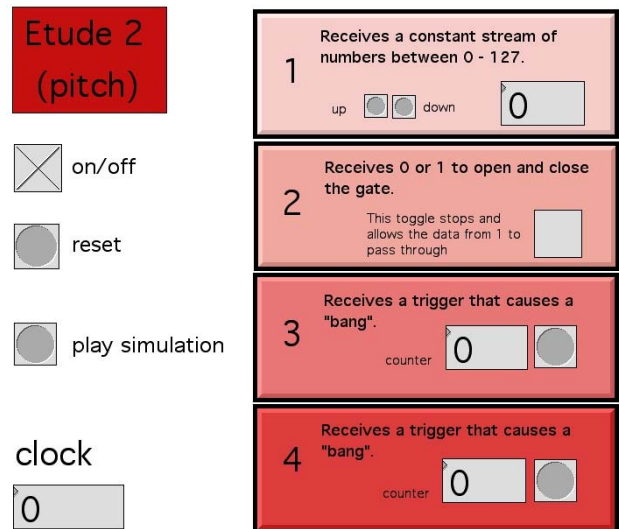 Etude 2
(pitch)
on/off
reset
play simulation
clock
0
1
Receives a constant stream of
numbers between 0 - 127.
up
down
0
2
Receives 0 or 1 to open and close
the gate.
This toggle stops and
allows the data from 1 to
pass through
3
Receives a trigger that causes a
"bang".
counter
0
4
Receives a trigger that causes a
"bang".
counter
0